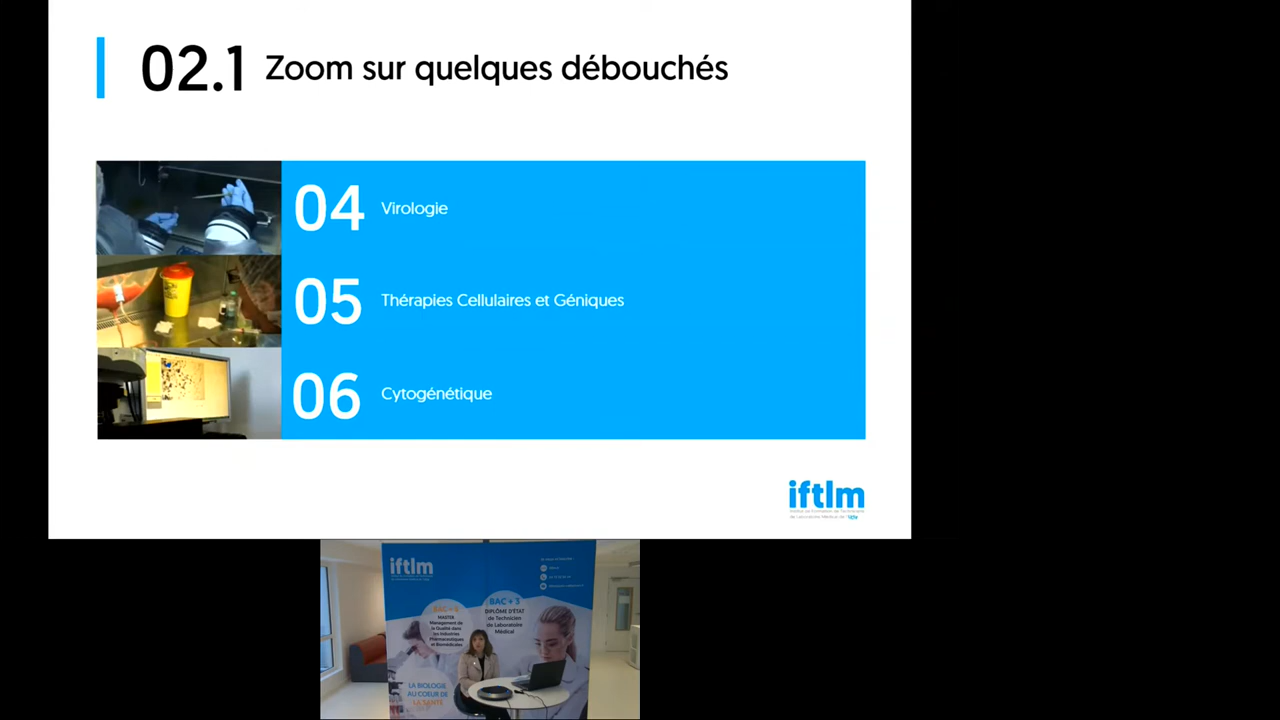 02.1 Zoom sur quelques débouchés
04 Virologie
05 Thérapies Cellulaires et Géniques
06 Cytogénétique
iftlm
iftlm
BAC + 3
DIPLÔME D'ÉTAT
de Technicien
de Laboratoire
Médical
MASTER
Management de
la Qualité dans
les Industries
Pharmaceutiques
et Biomédicales
LA BIOLOGIE
AU COEUR DE
LA SANTÉ